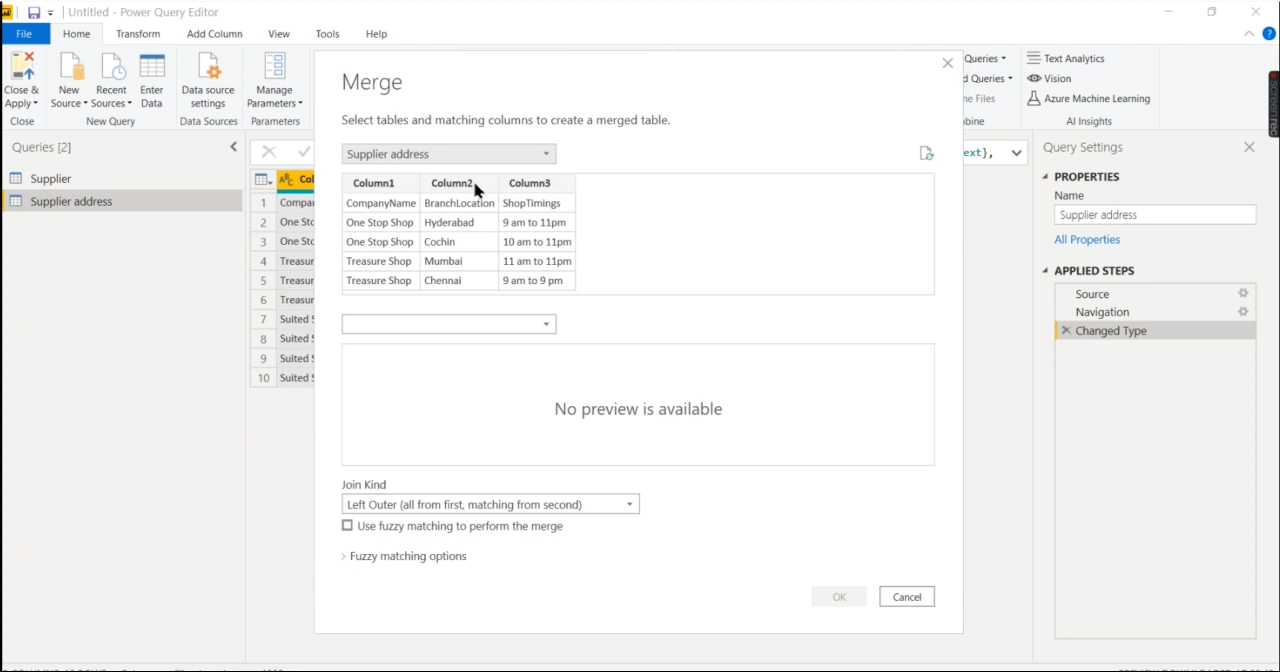 Untitled - Power Query Editor
File Home Transform Add Column View Tools Help
Close & Apply
New Source
Recent Sources
Enter Data
Data source settings
Manage Parameters
Queries
Queries
Files
Text Analytics
Vision
Azure Machine Learning
Close New Query Data Sources Parameters AI Insights
Queries [2]
Supplier
Supplier address
1
2
3
4
5
6
7
8
9
10
Merge
Select tables and matching columns to create a merged table.
Supplier address
Column1 Column2 Column3
CompanyName BranchLocation ShopTimings
One Stop Shop Hyderabad 9 am to 11pm
One Stop Shop Cochin 10 am to 11pm
Treasure Shop Mumbai 11 am to 11pm
Treasure Shop Chennai 9 am to 9 pm
No preview is available
Join Kind
Left Outer (all from first, matching from second)
Use fuzzy matching to perform the merge
Fuzzy matching options
OK Cancel
Query Settings
PROPERTIES
Name
Supplier address
All Properties
APPLIED STEPS
Source
Navigation
Changed Type
screenrec